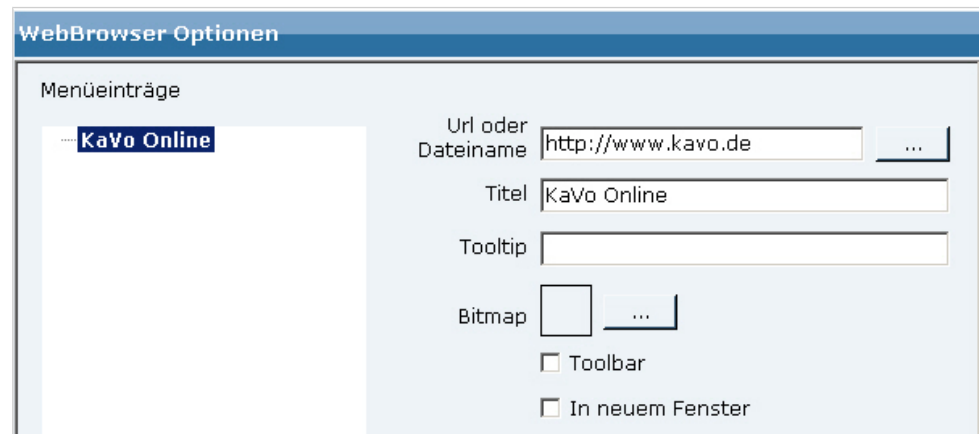 WebBrowser Optionen
Menüeinträge
KaVo Online
Url oder
Dateiname
http://www.kavo.de
...
Titel
KaVo Online
Tooltip
Bitmap
...
Toolbar
In neuem Fenster